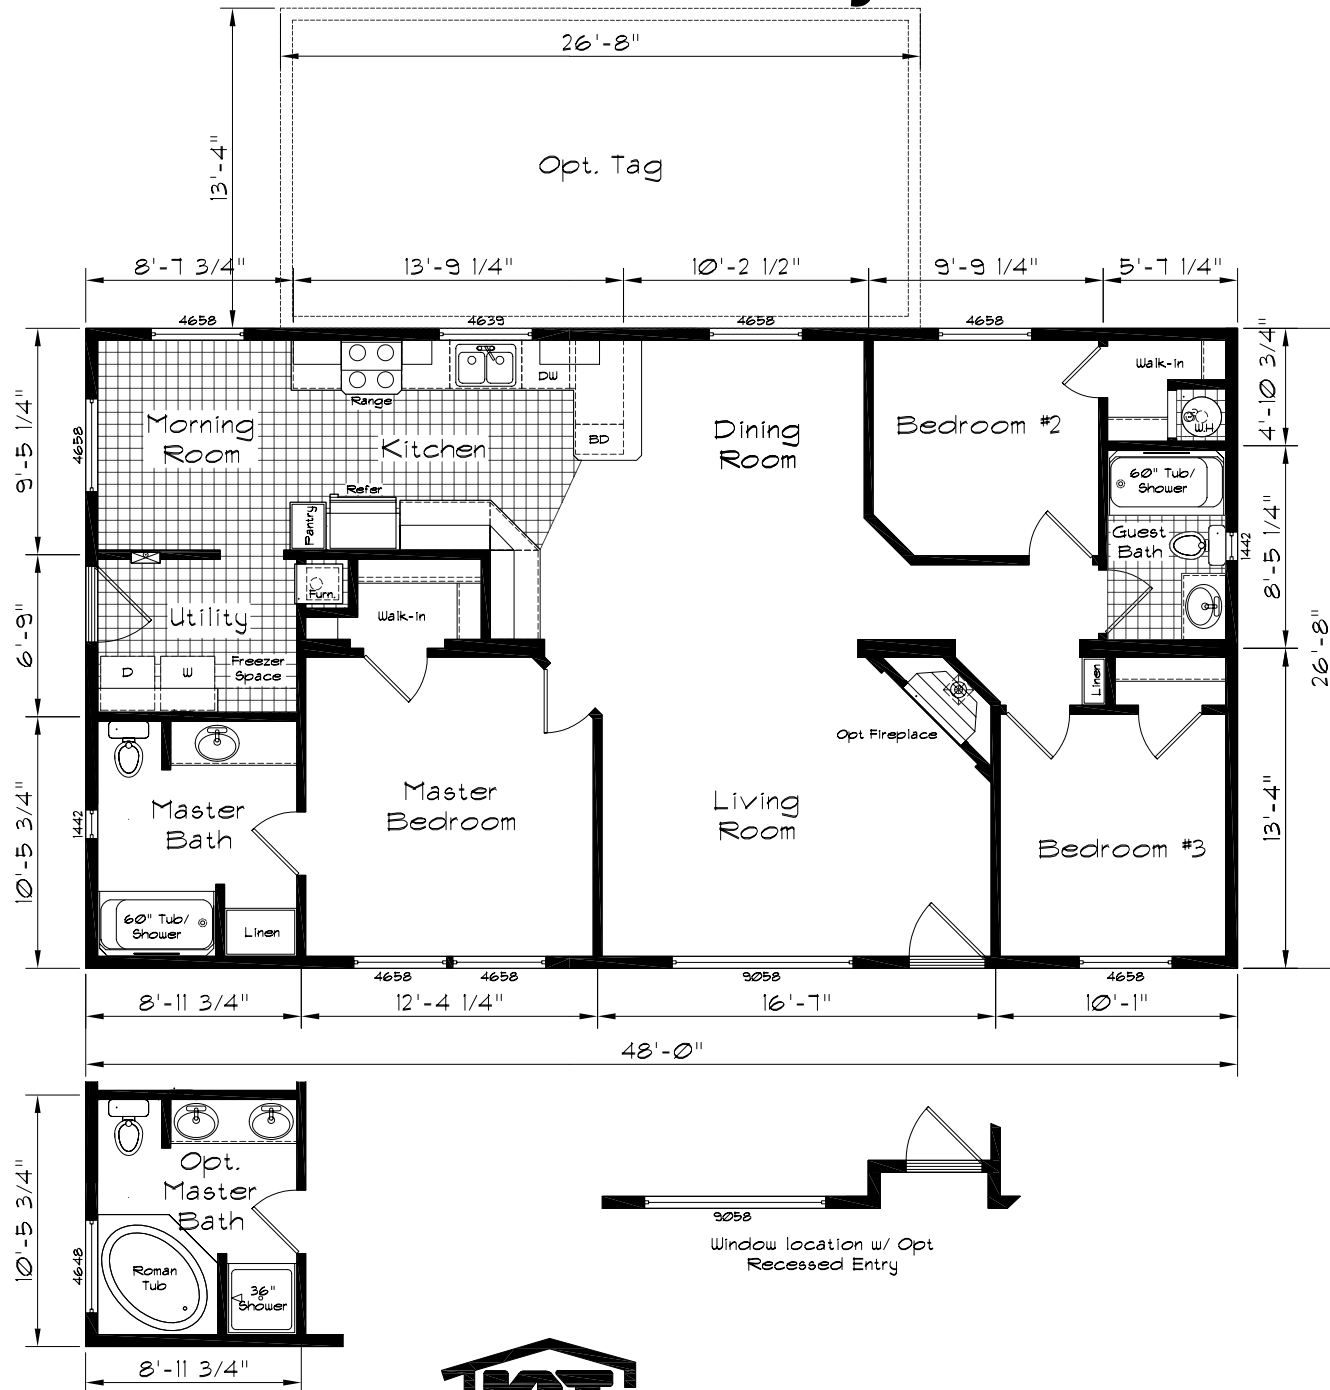 26'-8"
13'-4"
Opt. Tag
8'-7 3/4"
13'-9 1/4"
10'-2 1/2"
9'-9 1/4"
5'-7 1/4"
4658
4639
4658
4658
9'-5 1/4"
4658
Morning
Room
Range
DW
Kitchen
BD
Refer
Pantry
Dining
Room
Bedroom #2
Walk-in
W.H.
4'-10 3/4"
60" Tub/
Shower
Guest
Bath
1442
8'-5 1/4"
26'-8"
6'-9"
Utility
Furn.
Walk-in
D
W
Freezer
Space
Linen
Opt Fireplace
10'-5 3/4"
1442
Master
Bath
Master
Bedroom
Living
Room
Bedroom #3
13'-4"
60" Tub/
Shower
Linen
4658
4658
9058
4658
8'-11 3/4"
12'-4 1/4"
16'-7"
10'-1"
48'-0"
10'-5 3/4"
4648
Opt.
Master
Bath
Roman
Tub
36"
Shower
8'-11 3/4"
9058
Window location w/ Opt
Recessed Entry